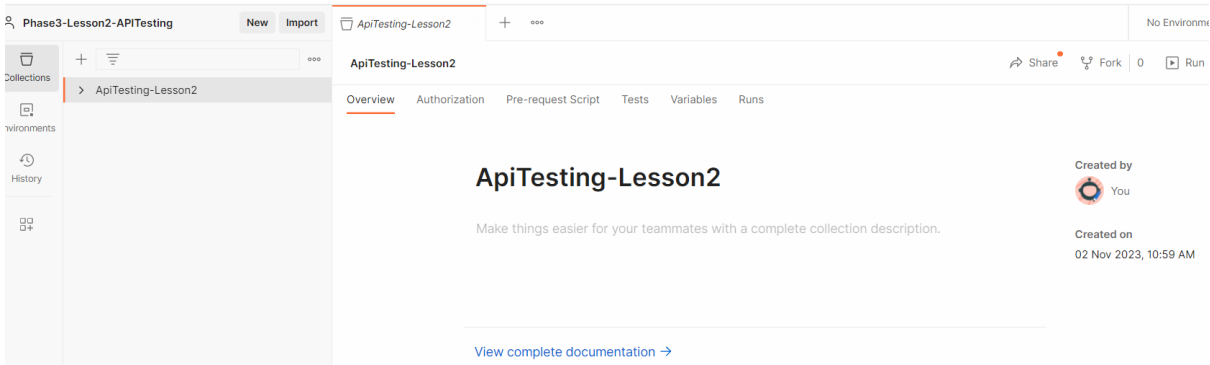 Phase3-Lesson2-APITesting New Import
ApiTesting-Lesson2
No Environme
Collections
ApiTesting-Lesson2
Share Fork 0 Run
ApiTesting-Lesson2
Overview Authorization Pre-request Script Tests Variables Runs
nvironments
History
ApiTesting-Lesson2
Make things easier for your teammates with a complete collection description.
Created by
You
Created on
02 Nov 2023, 10:59 AM
View complete documentation →